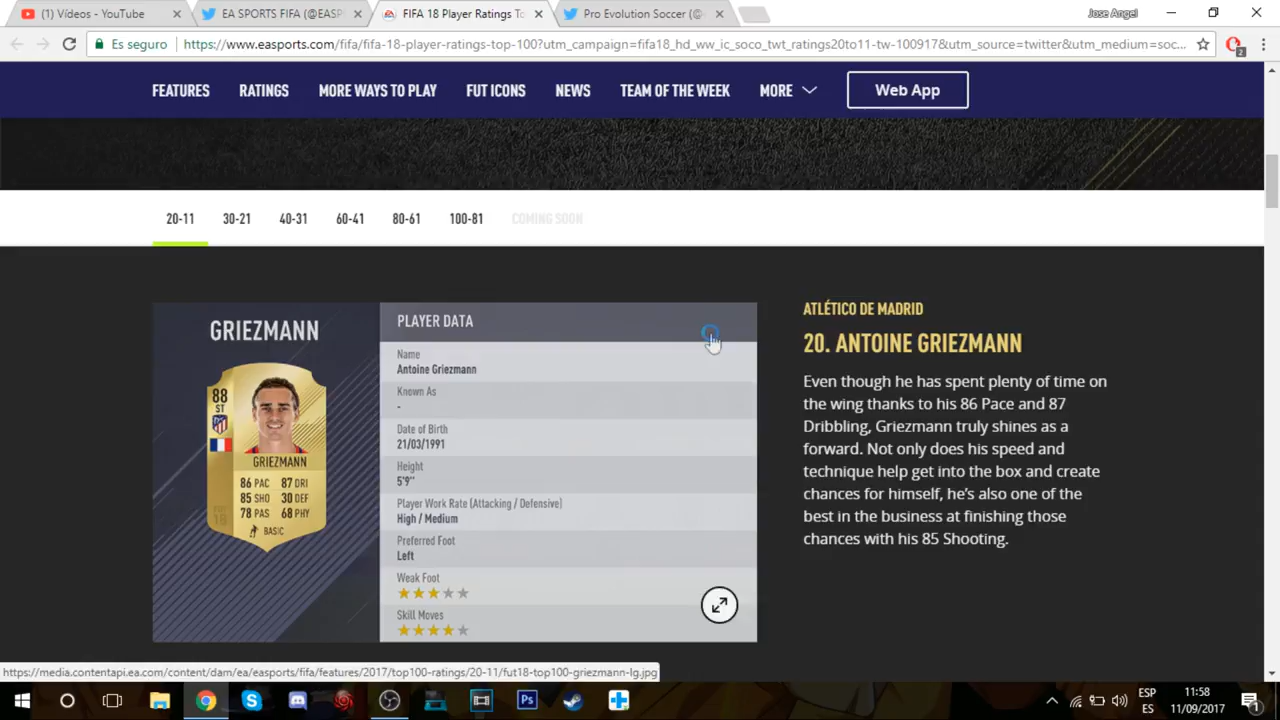 (1) Vídeos - YouTube
EA SPORTS FIFA (@EASP
FIFA 18 Player Ratings To
Pro Evolution Soccer (@
Jose Angel
Es seguro
https://www.easports.com/fifa/fifa-18-player-ratings-top-100?utm_campaign=fifa18_hd_ww_ic_soco_twt_ratings20to11-tw-100917&utm_source=twitter&utm_medium=soc...
2
FEATURES
RATINGS
MORE WAYS TO PLAY
FUT ICONS
NEWS
TEAM OF THE WEEK
MORE
Web App
20-11
30-21
40-31
60-41
80-61
100-81
COMING SOON
GRIEZMANN
88
ST
GRIEZMANN
86 PAC 87 DRI
85 SHO 30 DEF
78 PAS 68 PHY
BASIC
PLAYER DATA
Name
Antoine Griezmann
Known As
-
Date of Birth
21/03/1991
Height
5'9''
Player Work Rate (Attacking / Defensive)
High / Medium
Preferred Foot
Left
Weak Foot
Skill Moves
ATLÉTICO DE MADRID
20. ANTOINE GRIEZMANN
Even though he has spent plenty of time on
the wing thanks to his 86 Pace and 87
Dribbling, Griezmann truly shines as a
forward. Not only does his speed and
technique help get into the box and create
chances for himself, he's also one of the
best in the business at finishing those
chances with his 85 Shooting.
https://media.contentapi.ea.com/content/dam/ea/easports/fifa/features/2017/top100-ratings/20-11/fut18-top100-griezmann-lg.jpg
Ps
ESP
ES
11:58
11/09/2017
1